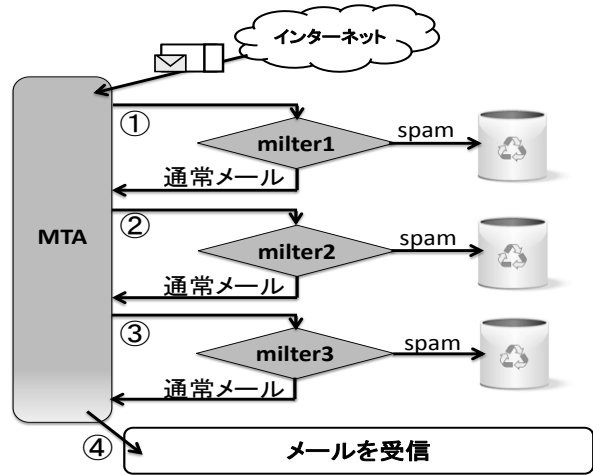 インターネット
①
milter1
spam
通常メール
MTA
②
milter2
spam
通常メール
③
milter3
spam
通常メール
④
メールを受信